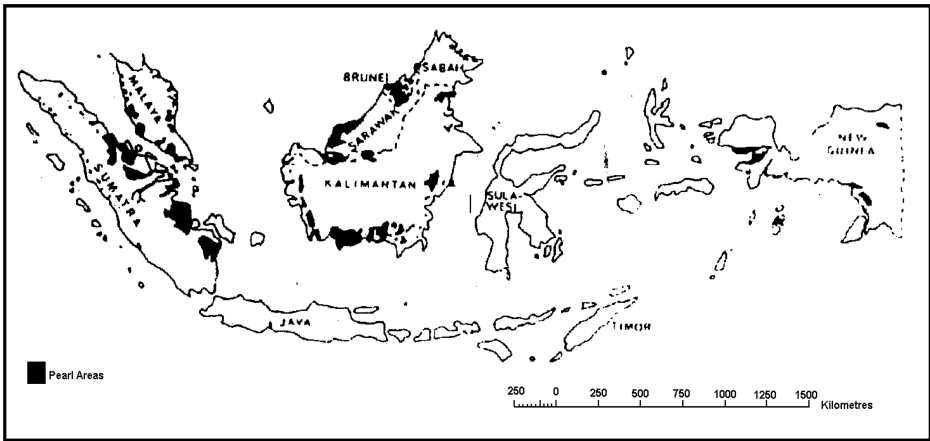 BRUNEI
SABAH
MALAYA
SARAWAK
NEW
GUINEA
SUMATRA
KALIMANTAN
SULA-
WESI
JAVA
TIMOR
Pearl Areas
250 0 250 500 750 1000 1250 1500
Kilometres